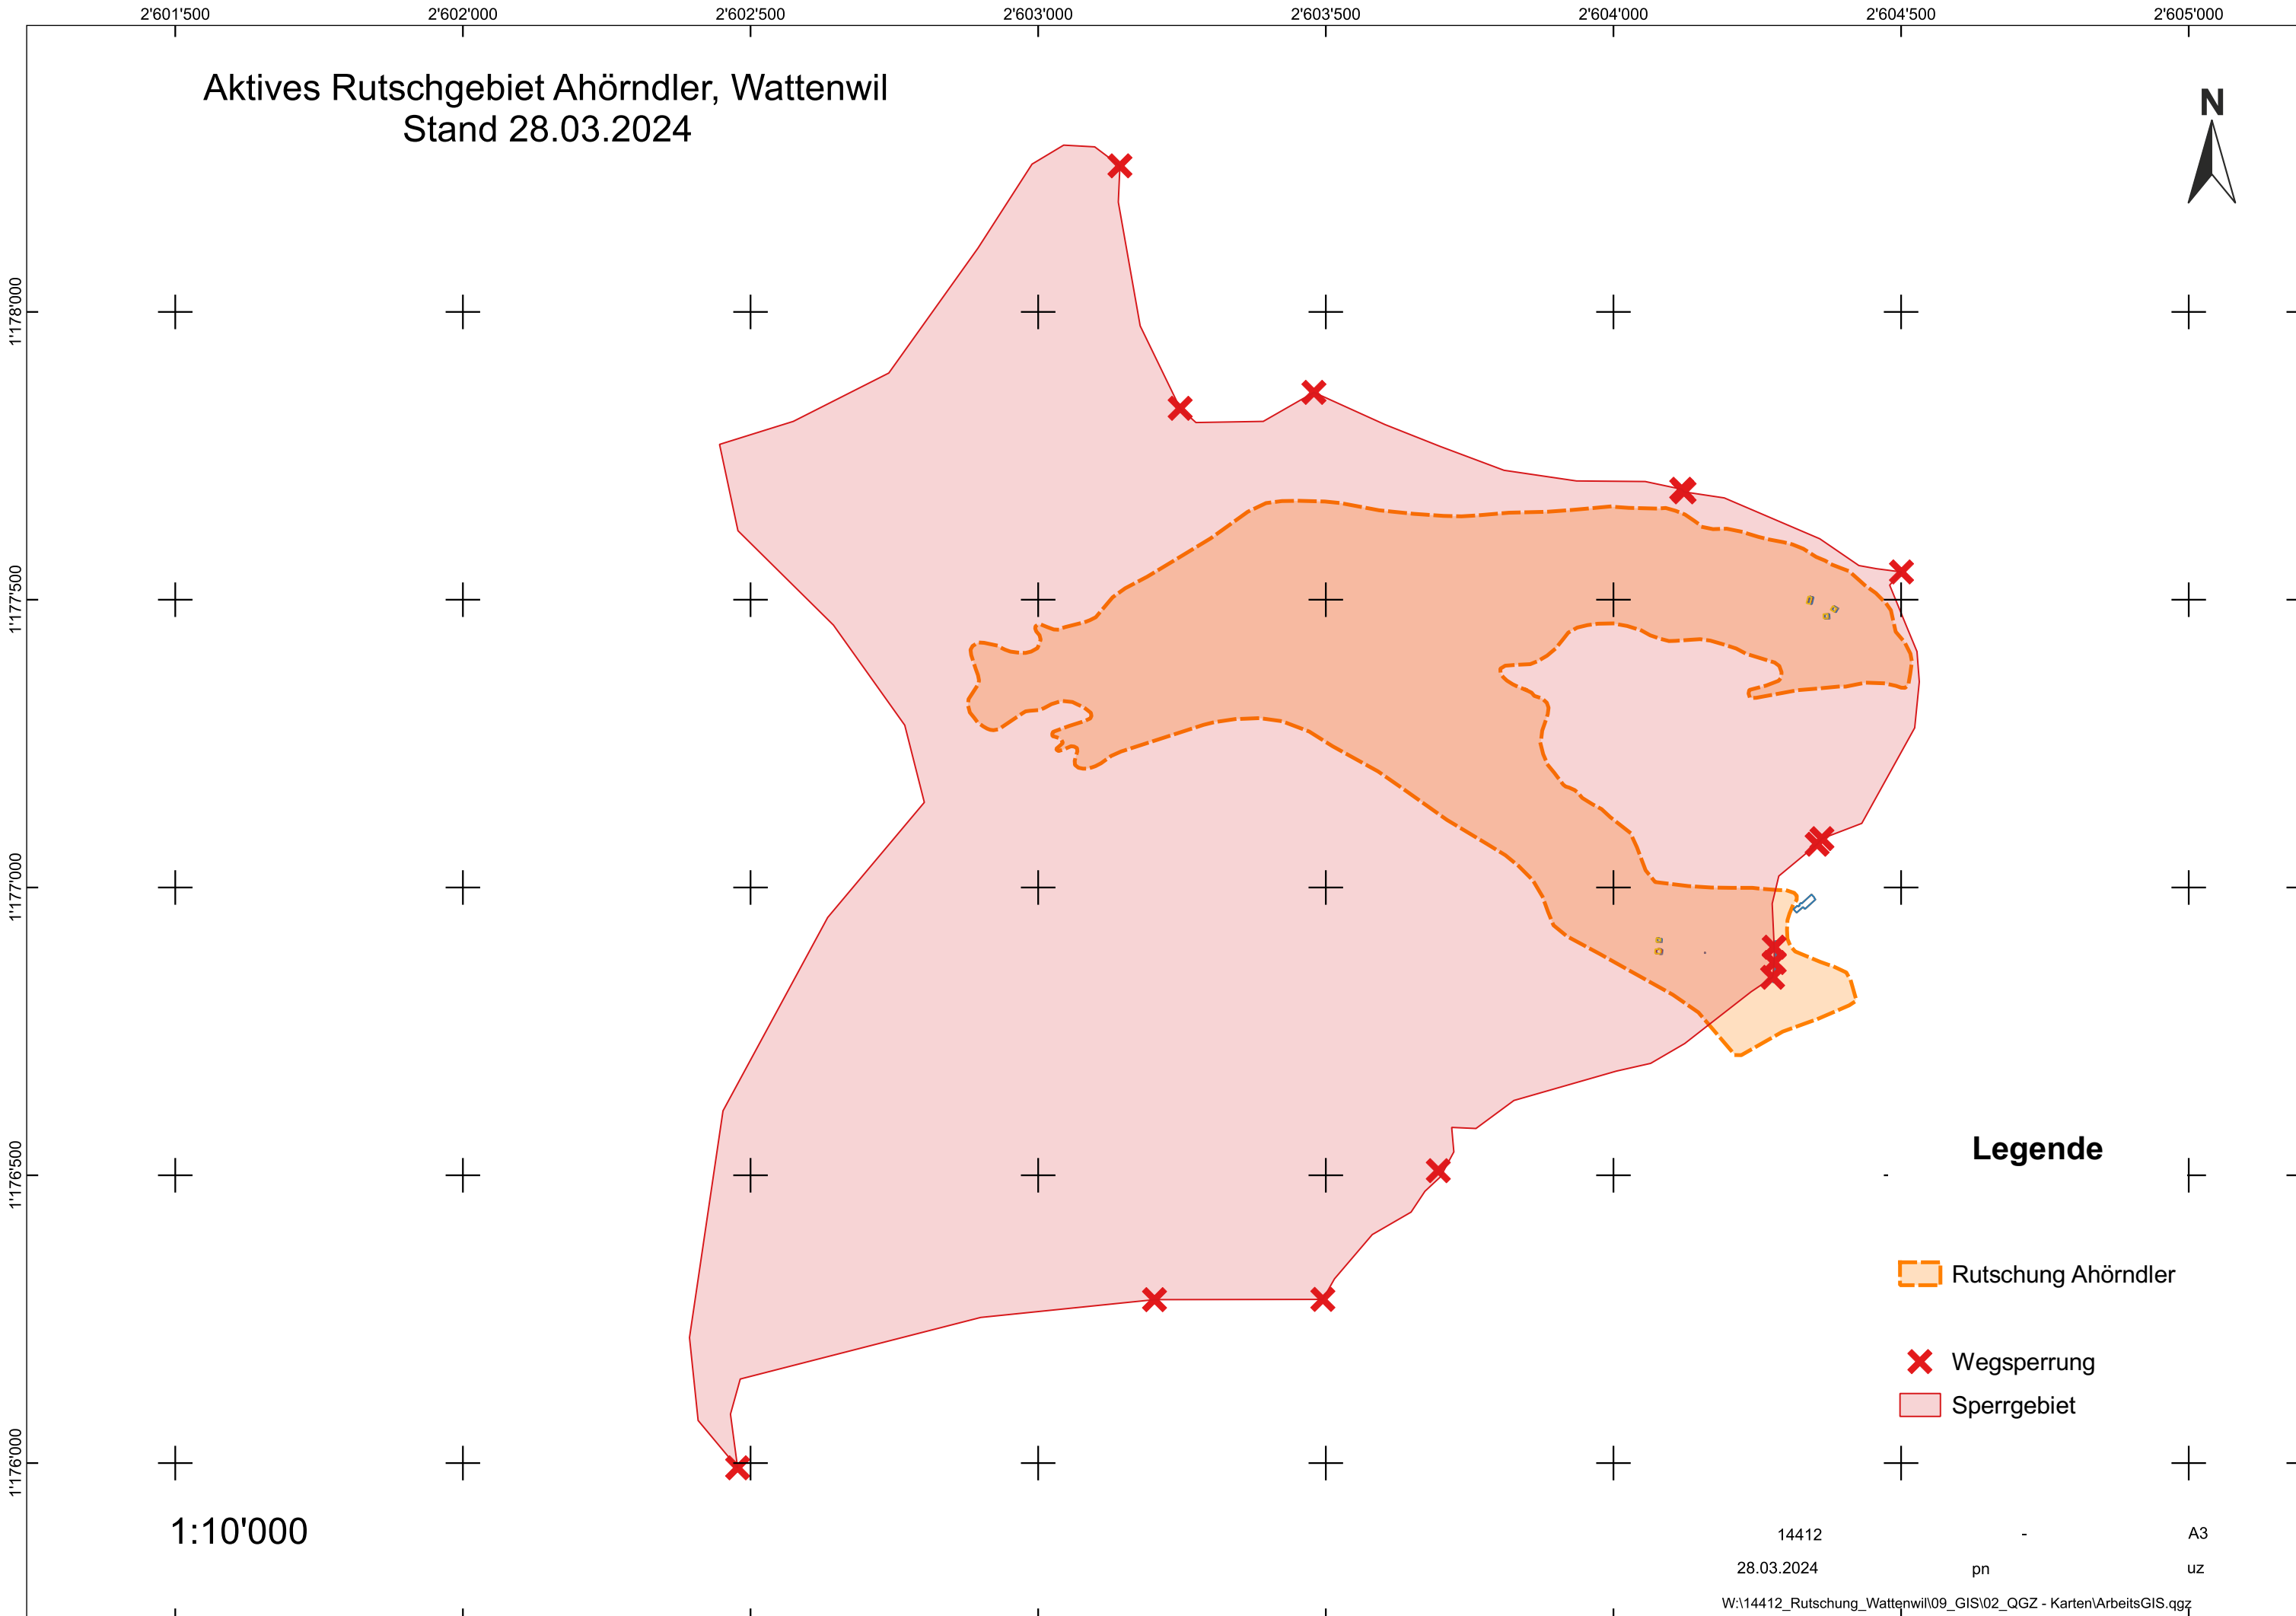 2'601'500 2'602'000 2'602'500 2'603'000 2'603'500 2'604'000 2'604'500 2'605'000
Aktives Rutschgebiet Ahörndler, Wattenwil
Stand 28.03.2024
N
1'178'000
1'177'500
1'177'000
1'176'500
1'176'000
Legende
Rutschung Ahörndler
Wegsperrung
Sperrgebiet
1:10'000
14412 - A3
28.03.2024 pn uz
W:\14412_Rutschung_Wattenwil\09_GIS\02_QGZ - Karten\ArbeitsGIS.qgz